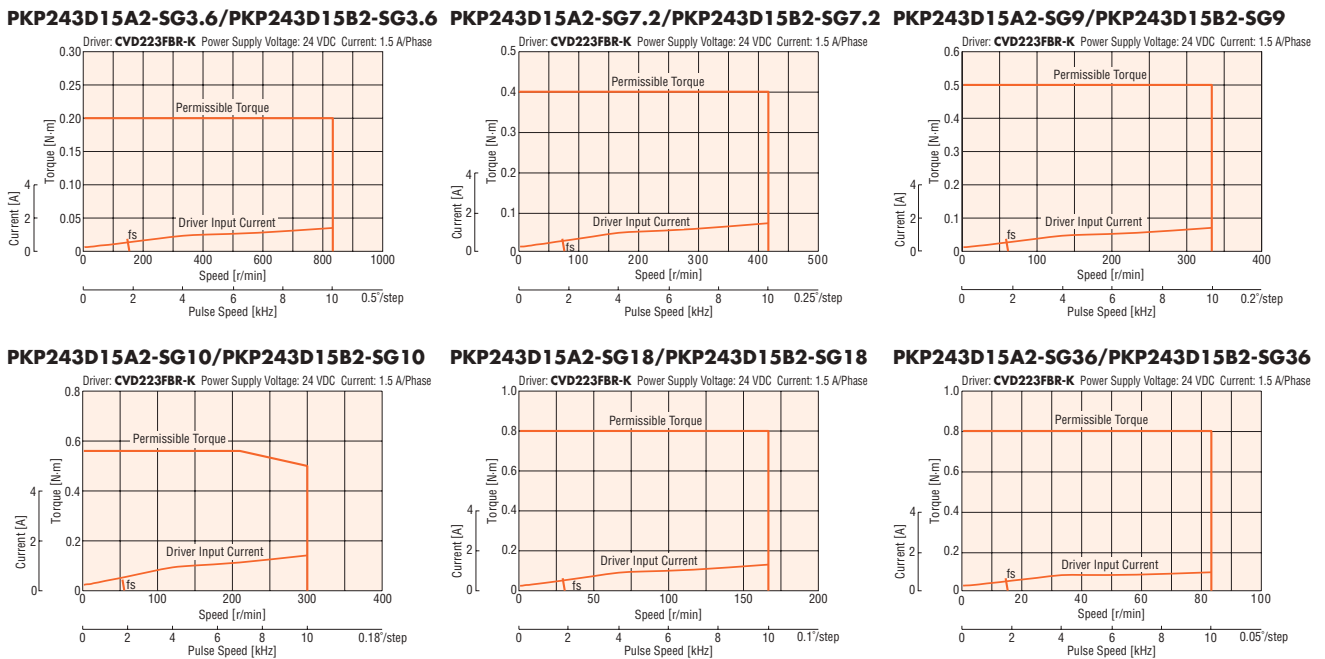 PKP243D15A2-SG3.6/PKP243D15B2-SG3.6
Driver: CVD223FBR-K Power Supply Voltage: 24 VDC Current: 1.5 A/Phase
0.30
0.25
0.20
0.15
0.10
0.05
0
Torque [N·m]
4
2
0
Current [A]
Permissible Torque
Driver Input Current
fs
0 200 400 600 800 1000
Speed [r/min]
0 2 4 6 8 10 0.5°/step
Pulse Speed [kHz]
PKP243D15A2-SG7.2/PKP243D15B2-SG7.2
Driver: CVD223FBR-K Power Supply Voltage: 24 VDC Current: 1.5 A/Phase
0.5
0.4
0.3
0.2
0.1
0
Torque [N·m]
4
2
0
Current [A]
Permissible Torque
Driver Input Current
fs
0 100 200 300 400 500
Speed [r/min]
0 2 4 6 8 10 0.25°/step
Pulse Speed [kHz]
PKP243D15A2-SG9/PKP243D15B2-SG9
Driver: CVD223FBR-K Power Supply Voltage: 24 VDC Current: 1.5 A/Phase
0.6
0.5
0.4
0.3
0.2
0.1
0
Torque [N·m]
4
2
0
Current [A]
Permissible Torque
Driver Input Current
fs
0 100 200 300 400
Speed [r/min]
0 2 4 6 8 10 0.2°/step
Pulse Speed [kHz]
PKP243D15A2-SG10/PKP243D15B2-SG10
Driver: CVD223FBR-K Power Supply Voltage: 24 VDC Current: 1.5 A/Phase
0.8
0.6
0.4
0.2
0
Torque [N·m]
4
2
0
Current [A]
Permissible Torque
Driver Input Current
fs
0 100 200 300 400
Speed [r/min]
0 2 4 6 8 10 0.18°/step
Pulse Speed [kHz]
PKP243D15A2-SG18/PKP243D15B2-SG18
Driver: CVD223FBR-K Power Supply Voltage: 24 VDC Current: 1.5 A/Phase
1.0
0.8
0.6
0.4
0.2
0
Torque [N·m]
4
2
0
Current [A]
Permissible Torque
Driver Input Current
fs
0 50 100 150 200
Speed [r/min]
0 2 4 6 8 10 0.1°/step
Pulse Speed [kHz]
PKP243D15A2-SG36/PKP243D15B2-SG36
Driver: CVD223FBR-K Power Supply Voltage: 24 VDC Current: 1.5 A/Phase
1.0
0.8
0.6
0.4
0.2
0
Torque [N·m]
4
2
0
Current [A]
Permissible Torque
Driver Input Current
fs
0 20 40 60 80 100
Speed [r/min]
0 2 4 6 8 10 0.05°/step
Pulse Speed [kHz]